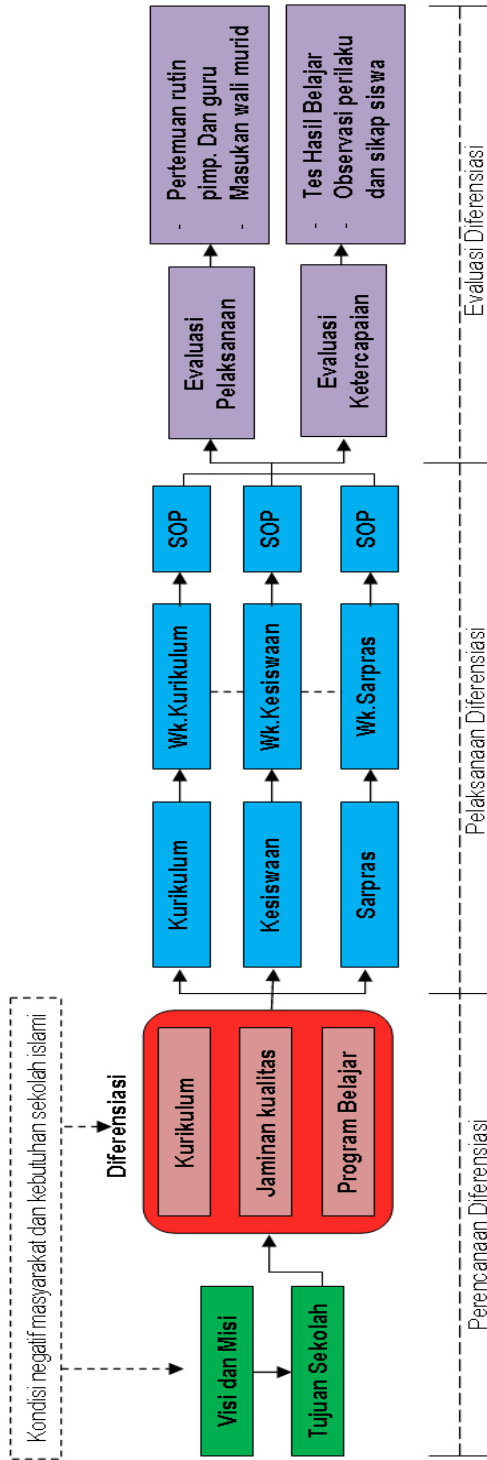 Kondisi negatif masyarakat dan kebutuhan sekolah islami
Visi dan Misi
Tujuan Sekolah
Diferensiasi
Kurikulum
Jaminan kualitas
Program Belajar
Kurikulum
Wk.Kurikulum
SOP
Kesiswaan
Wk.Kesiswaan
SOP
Sarpras
Wk.Sarpras
SOP
Evaluasi
Pelaksanaan
- Pertemuan rutin
pimp. Dan guru
- Masukan wali murid
Evaluasi
Ketercapaian
- Tes Hasil Belajar
- Observasi perilaku
dan sikap siswa
Perencanaan Diferensiasi
Pelaksanaan Diferensiasi
Evaluasi Diferensiasi